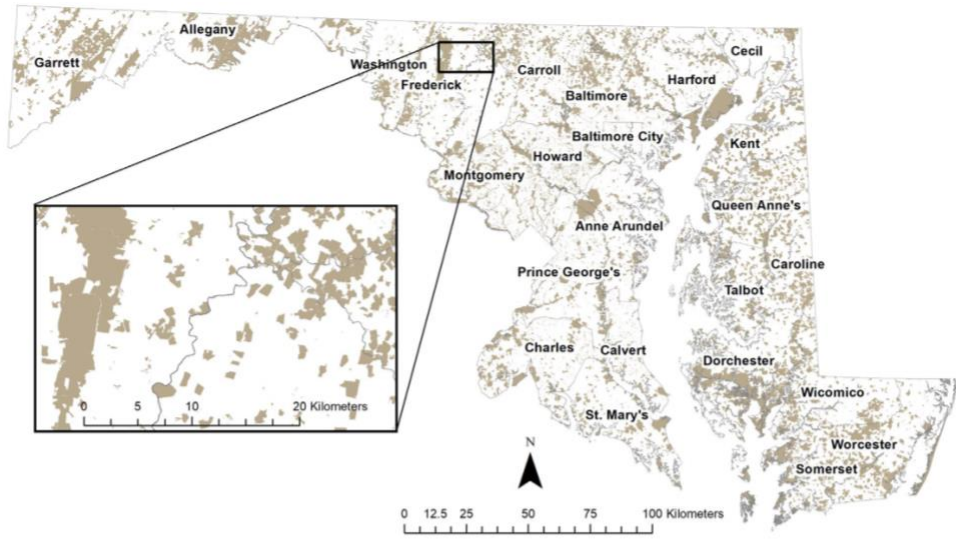 Allegany
Garrett
Washington
Frederick
Carroll
Cecil
Harford
Baltimore
Baltimore City
Kent
Howard
Montgomery
Queen Anne's
Anne Arundel
Prince George's
Caroline
Talbot
Charles
Calvert
Dorchester
Wicomico
St. Mary's
Worcester
Somerset
0 5 10 20 Kilometers
N
0 12.5 25 50 75 100 Kilometers